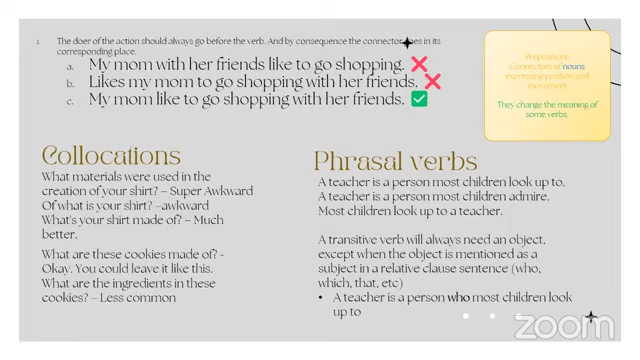 1. The doer of the action should always go before the verb. And by consequence the connector goes in its
corresponding place.
a. My mom with her friends like to go shopping.
b. Likes my mom to go shopping with her friends.
c. My mom like to go shopping with her friends.
Prepositions:
Connectors of nouns
expressing position and
movement.
They change the meaning of
some verbs.
Collocations
What materials were used in the
creation of your shirt? – Super Awkward
Of what is your shirt? –awkward
What's your shirt made of? – Much
better.
What are these cookies made of? -
Okay. You could leave it like this.
What are the ingredients in these
cookies? – Less common
Phrasal verbs
A teacher is a person most children look up to.
A teacher is a person most children admire.
Most children look up to a teacher.
A transitive verb will always need an object,
except when the object is mentioned as a
subject in a relative clause sentence (who,
which, that, etc)
• A teacher is a person who most children look
up to
zoom